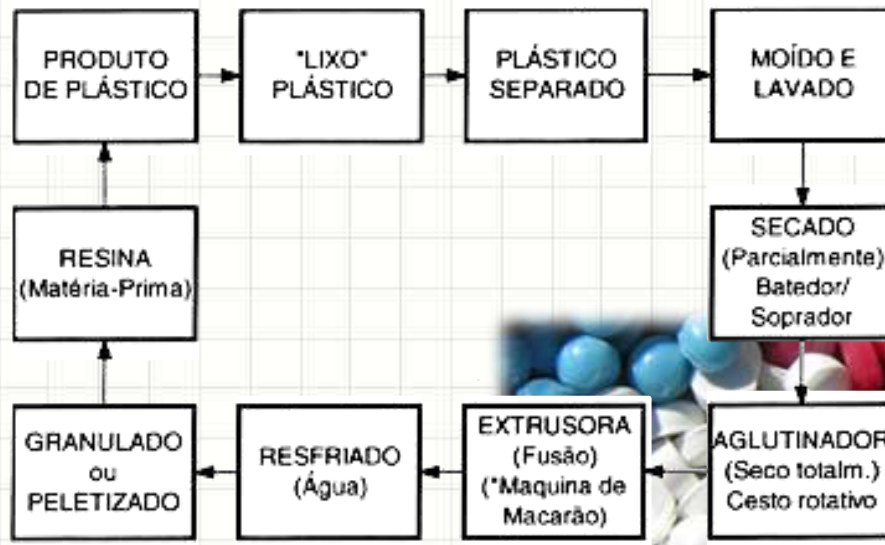 PRODUTO
DE PLÁSTICO
"LIXO"
PLÁSTICO
PLÁSTICO
SEPARADO
MOÍDO E
LAVADO
SECADO
(Parcialmente)
Batedor/
Soprador
AGLUTINADOR
(Seco totalm.)
Cesto rotativo
EXTRUSORA
(Fusão)
("Maquina de
Macarão)
RESFRIADO
(Água)
GRANULADO
ou
PELETIZADO
RESINA
(Matéria-Prima)